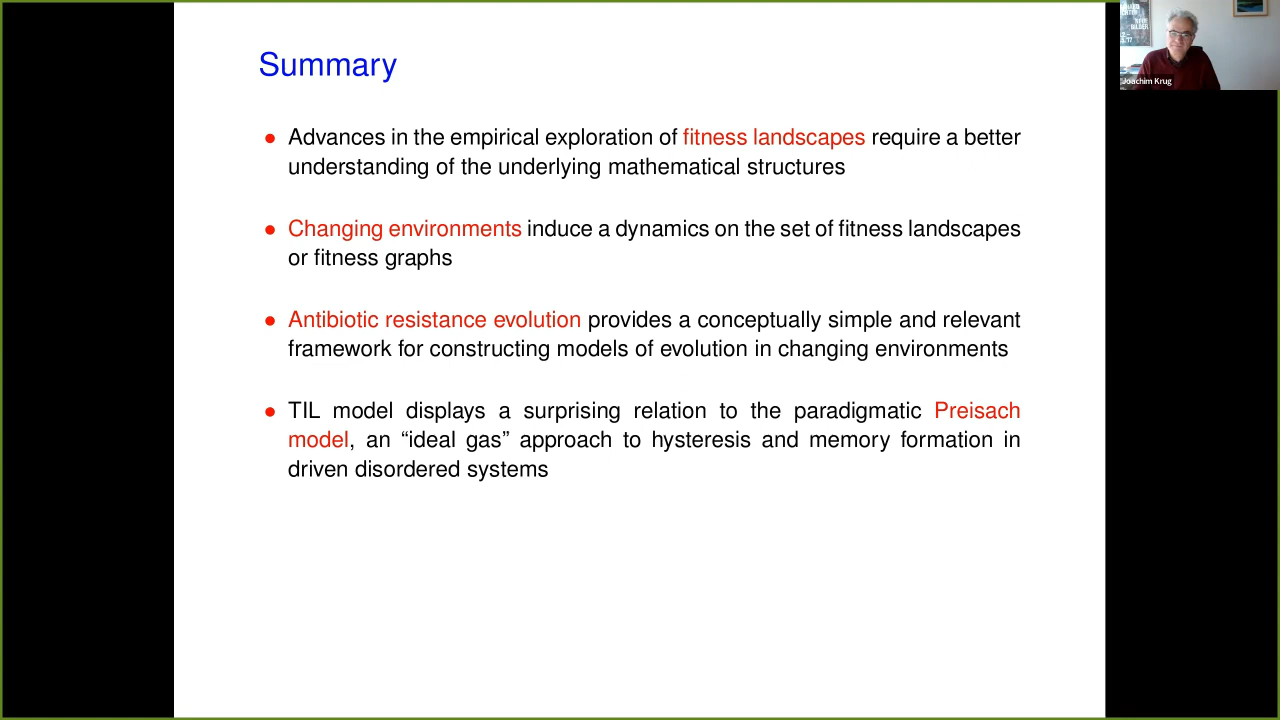 Summary
• Advances in the empirical exploration of fitness landscapes require a better
understanding of the underlying mathematical structures
• Changing environments induce a dynamics on the set of fitness landscapes
or fitness graphs
• Antibiotic resistance evolution provides a conceptually simple and relevant
framework for constructing models of evolution in changing environments
• TIL model displays a surprising relation to the paradigmatic Preisach
model, an “ideal gas” approach to hysteresis and memory formation in
driven disordered systems
Joachim Krug